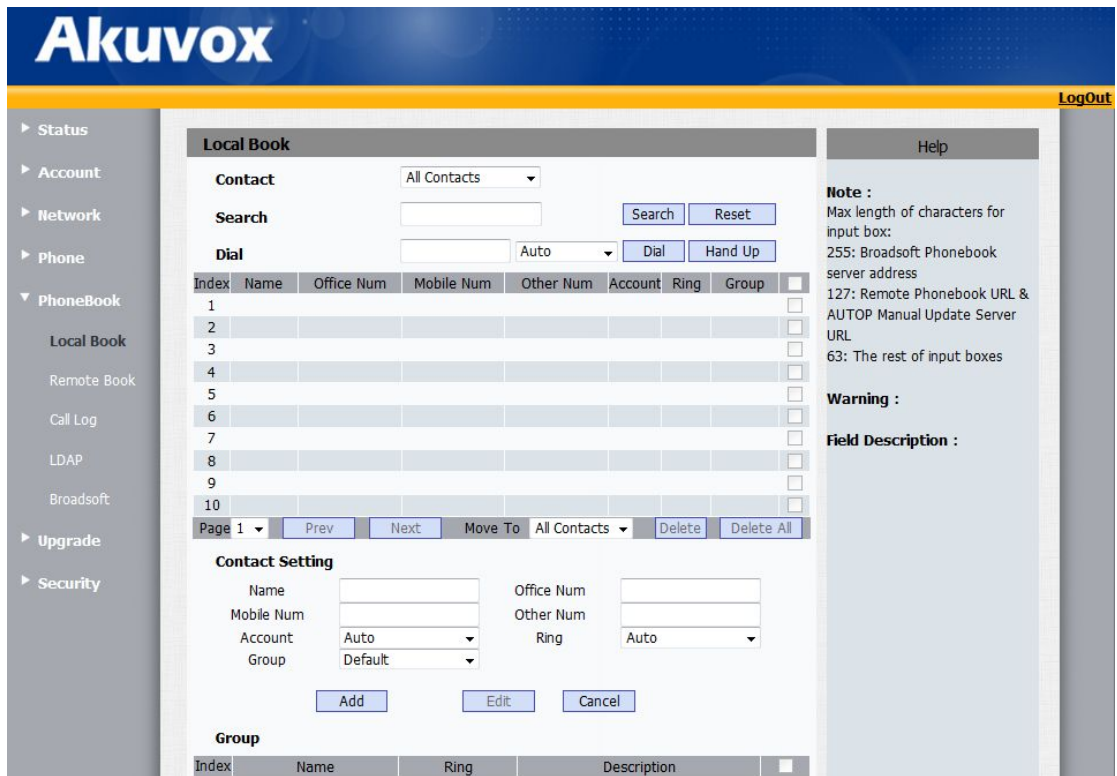 Akuvox
LogOut
Status
Account
Network
Phone
PhoneBook
Local Book
Remote Book
Call Log
LDAP
Broadsoft
Upgrade
Security
Local Book
Contact All Contacts
Search Search Reset
Dial Auto Dial Hand Up
Index Name Office Num Mobile Num Other Num Account Ring Group
1
2
3
4
5
6
7
8
9
10
Page 1 Prev Next Move To All Contacts Delete Delete All
Contact Setting
Name Office Num
Mobile Num Other Num
Account Auto Ring Auto
Group Default
Add Edit Cancel
Group
Index Name Ring Description
Help
Note :
Max length of characters for
input box:
255: Broadsoft Phonebook
server address
127: Remote Phonebook URL &
AUTOP Manual Update Server
URL
63: The rest of input boxes
Warning :
Field Description :